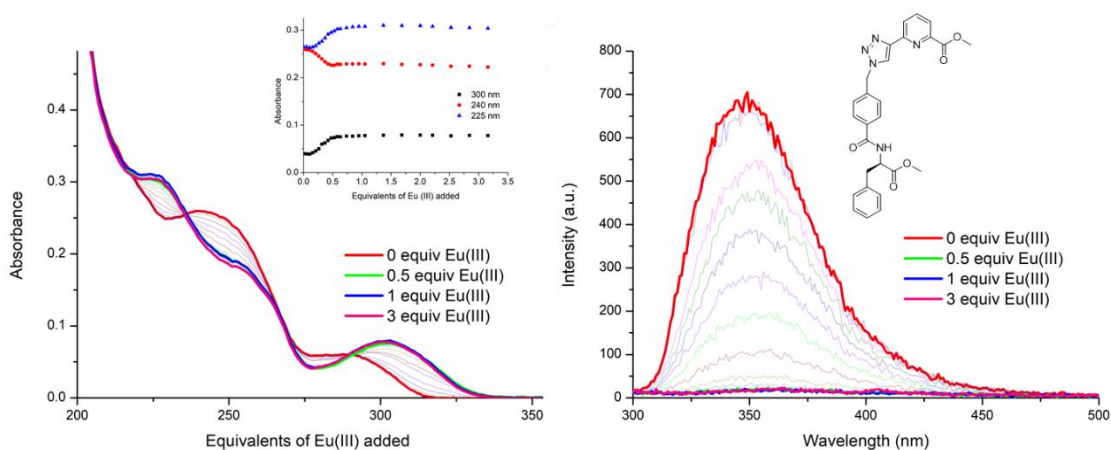 0.4
0.3
0.2
0.1
0.0
Absorbance
200
250
300
350
Equivalents of Eu(III) added
0 equiv Eu(III)
0.5 equiv Eu(III)
1 equiv Eu(III)
3 equiv Eu(III)
0.3
0.2
0.1
0.0
Absorbance
300 nm
240 nm
225 nm
0.0 0.5 1.0 1.5 2.0 2.5 3.0 3.5
Equivalents of Eu (III) added
800
700
600
500
400
300
200
100
0
Intensity (a.u.)
300
350
400
450
500
Wavelength (nm)
0 equiv Eu(III)
0.5 equiv Eu(III)
1 equiv Eu(III)
3 equiv Eu(III)
N
O
O
N
N
N
O
NH
O
O